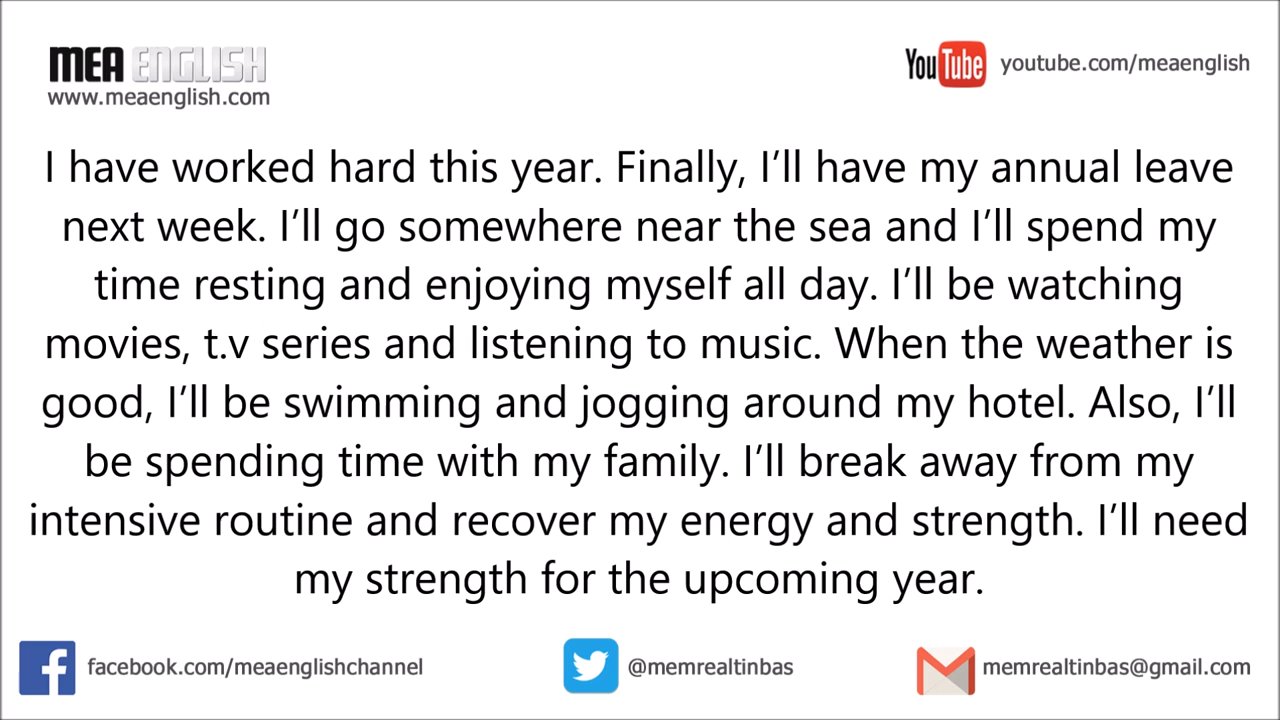 MEA ENGLISH
www.meaenglish.com
YouTube youtube.com/meaenglish
I have worked hard this year. Finally, I’ll have my annual leave
next week. I’ll go somewhere near the sea and I’ll spend my
time resting and enjoying myself all day. I’ll be watching
movies, t.v series and listening to music. When the weather is
good, I’ll be swimming and jogging around my hotel. Also, I’ll
be spending time with my family. I’ll break away from my
intensive routine and recover my energy and strength. I’ll need
my strength for the upcoming year.
facebook.com/meaenglishchannel
@memrealtinbas
memrealtinbas@gmail.com